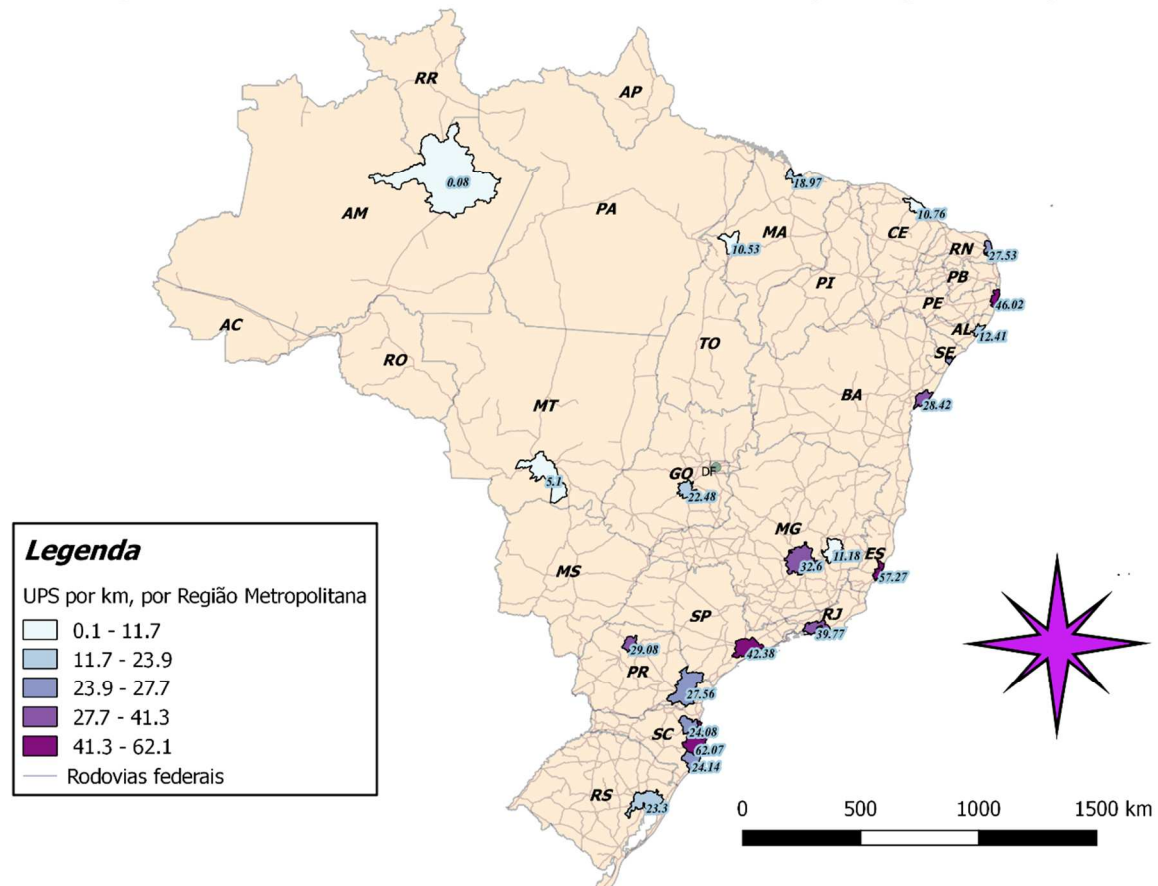 RR
AP
0.08
18.97
AM
PA
10.76
MA
CE
10.53
RN
27.53
PI
PB
PE
46.02
AC
AL
12.41
RO
TO
SE
BA
28.42
MT
GO
DF
5.1
22.48
MG
11.18
ES
32.6
57.27
MS
SP
RJ
39.77
29.08
42.38
PR
27.56
SC
24.08
62.07
24.14
RS
23.3
Legenda
UPS por km, por Região Metropolitana
0.1 - 11.7
11.7 - 23.9
23.9 - 27.7
27.7 - 41.3
41.3 - 62.1
Rodovias federais
0 500 1000 1500 km